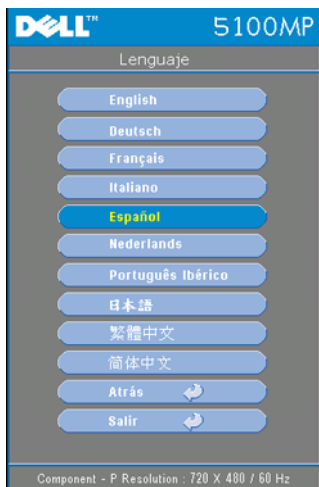 DELL™ 5100MP
Lenguaje
English
Deutsch
Français
Italiano
Español
Nederlands
Português Ibérico
日本語
繁體中文
简体中文
Atrás
Salir
Component - P Resolution : 720 X 480 / 60 Hz